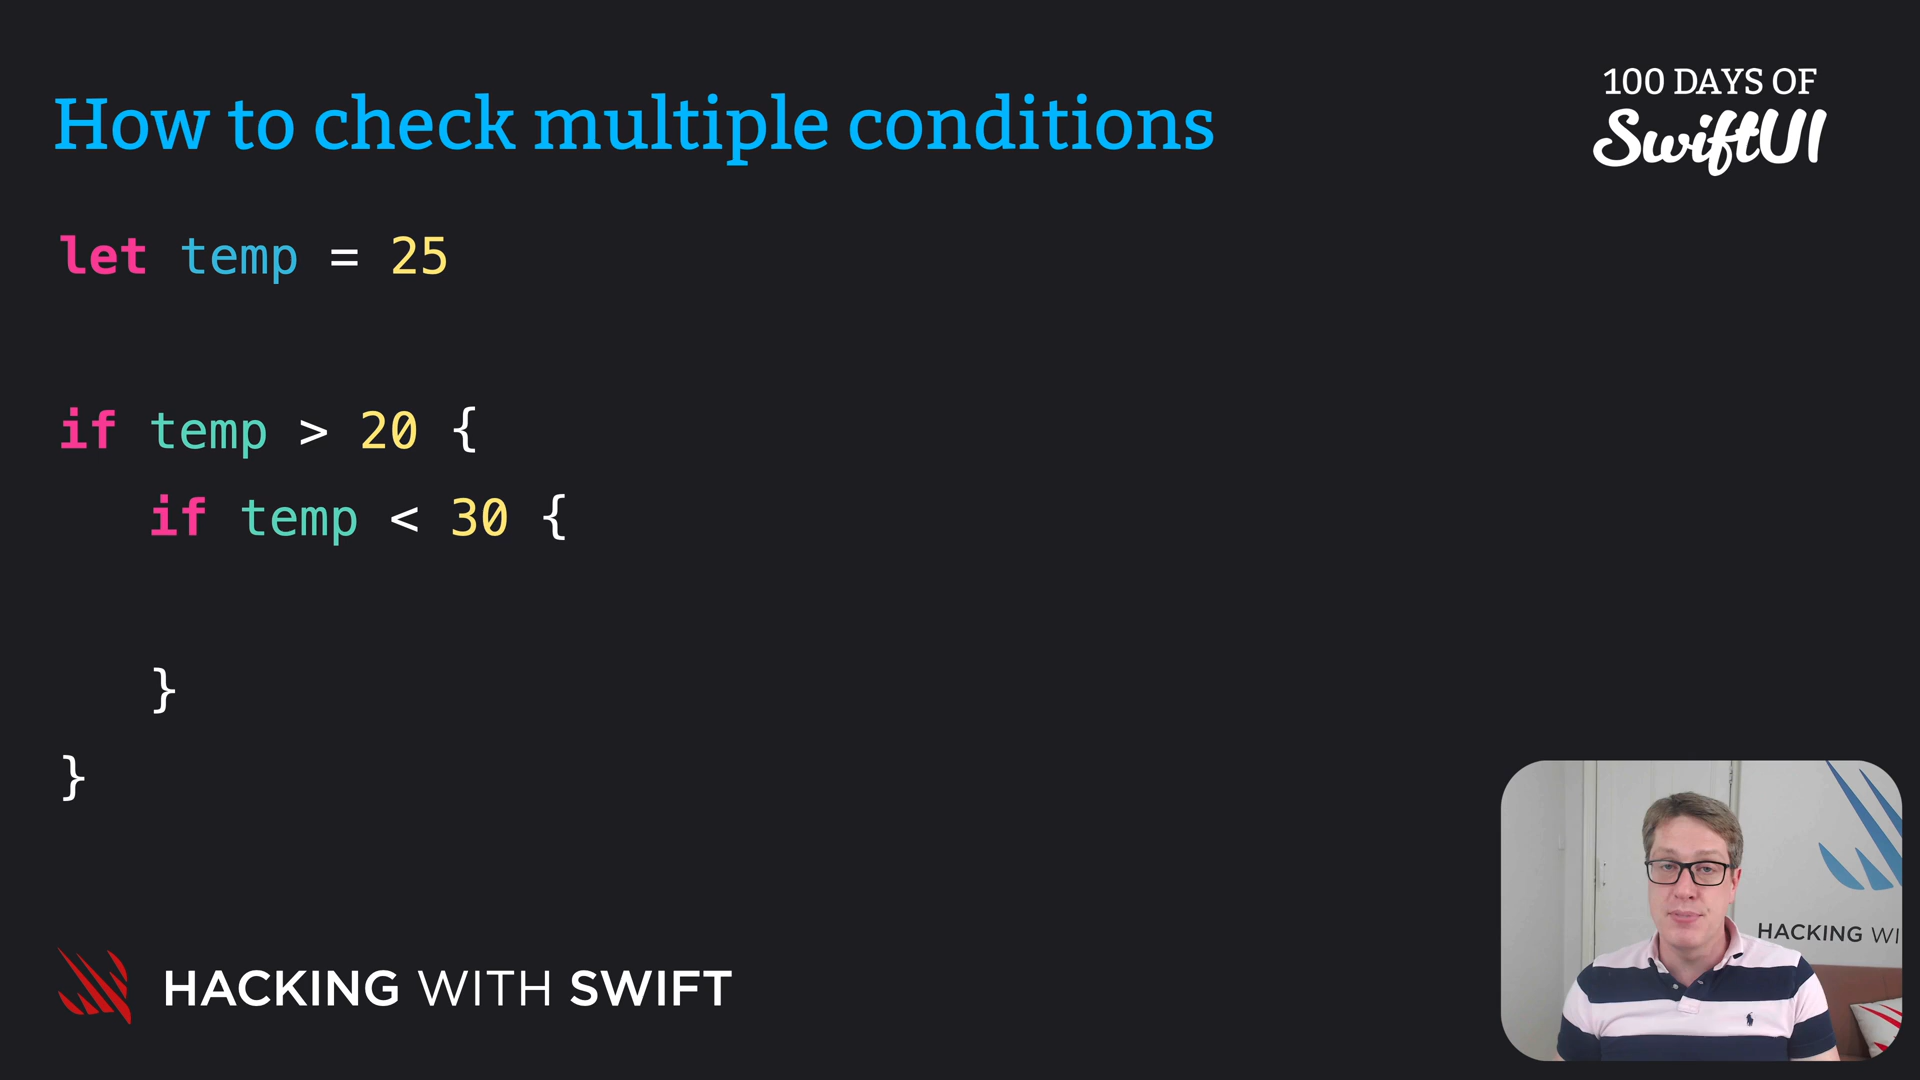 How to check multiple conditions
100 DAYS OF
SwiftUI
let temp = 25
if temp > 20 {
if temp < 30 {
}
}
HACKING WI
HACKING WITH SWIFT